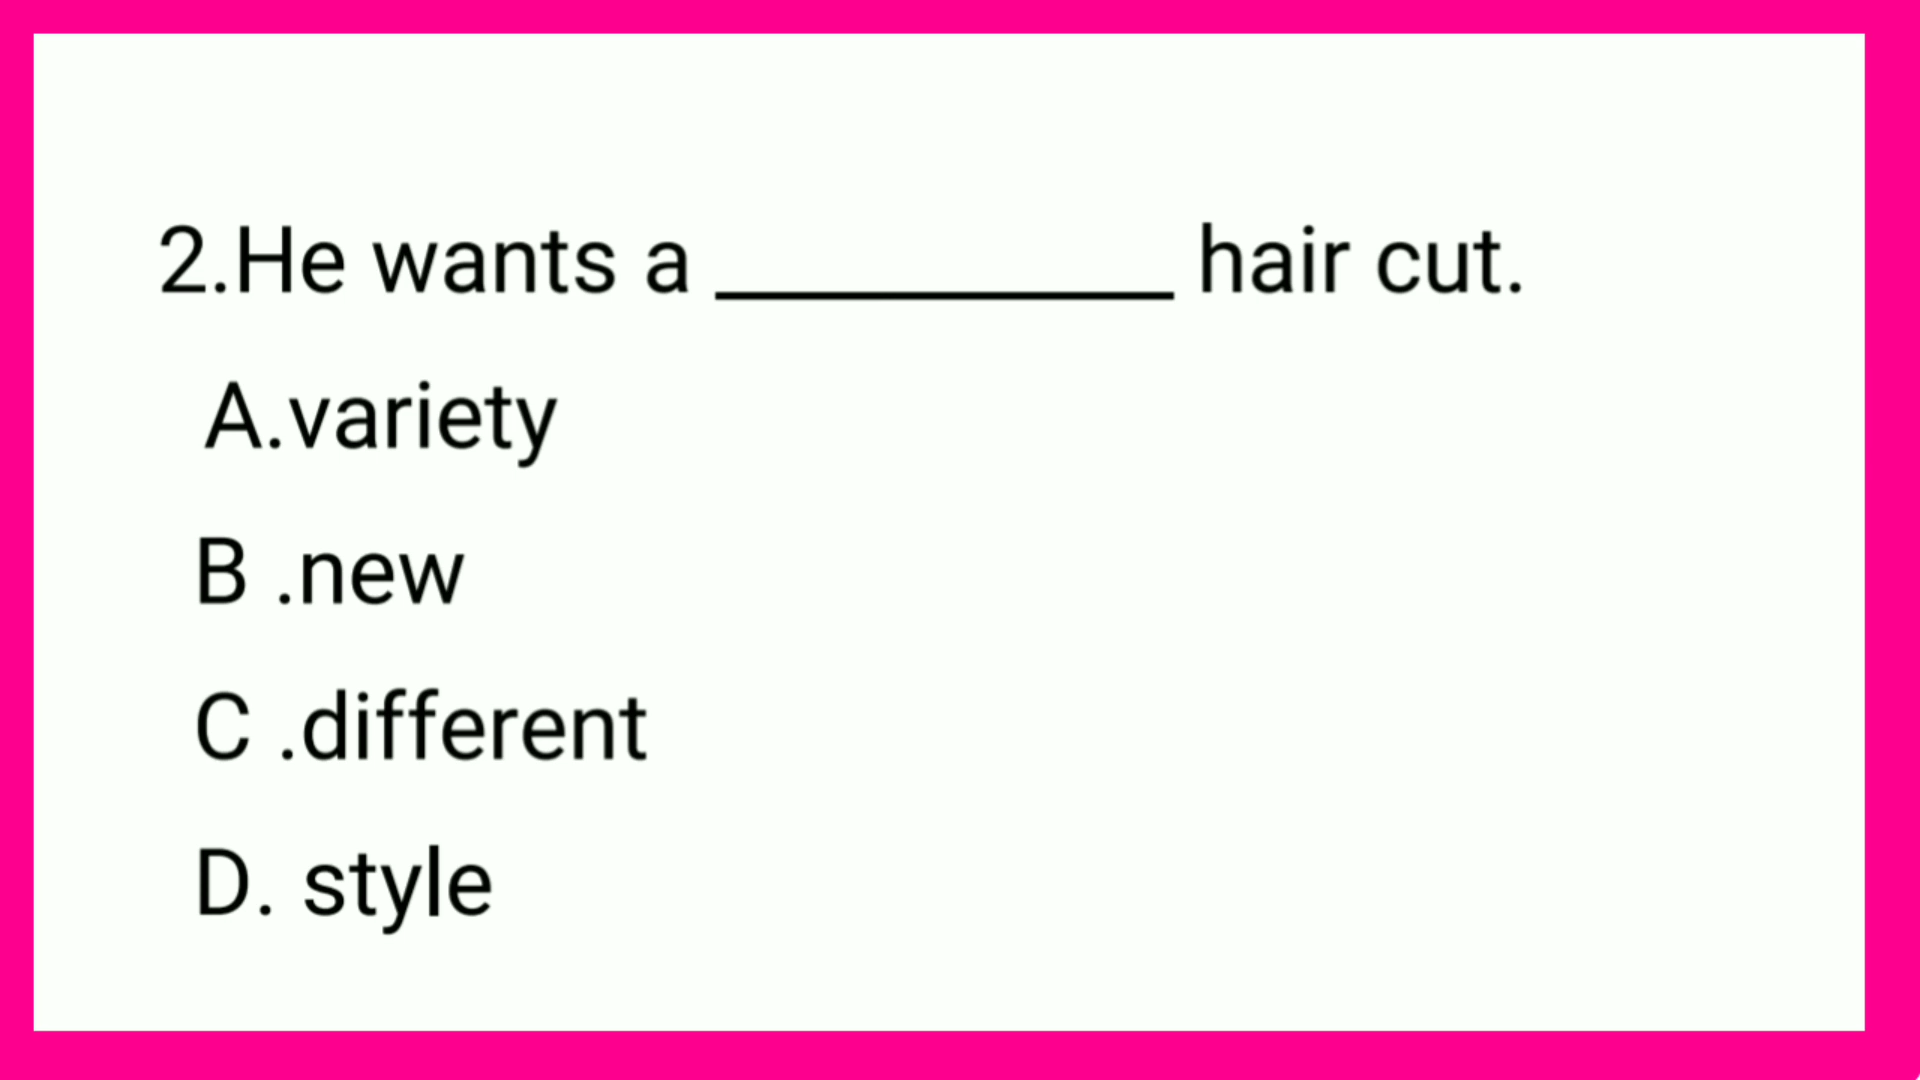 2.He wants a __________ hair cut.
A.variety
B .new
C .different
D. style